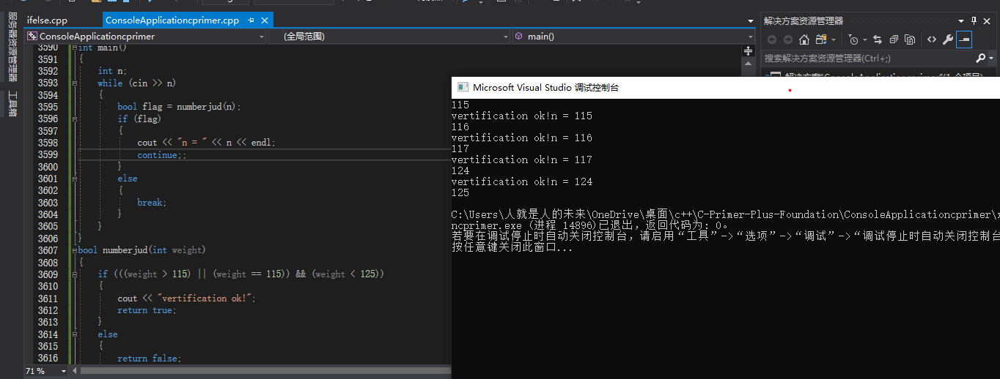 ifelse.cpp
ConsoleApplicationcprimer.cpp
解决方案资源管理器
服务器资源管理器
工具箱
ConsoleApplicationcprimer
(全局范围)
main()
搜索解决方案资源管理器(Ctrl+;)
解决方案"ConsoleApplicationcprimer"(1 个项目)
3590 int main()
3591 {
3592 int n;
3593 while (cin >> n)
3594 {
3595 bool flag = numberjud(n);
3596 if (flag)
3597 {
3598 cout << "n = " << n << endl;
3599 continue;;
3600 }
3601 else
3602 {
3603 break;
3604 }
3605 }
3606 }
3607 bool numberjud(int weight)
3608 {
3609 if (((weight > 115) || (weight == 115)) && (weight < 125))
3610 {
3611 cout << "vertification ok!";
3612 return true;
3613 }
3614 else
3615 {
3616 return false;
71 %
Microsoft Visual Studio 调试控制台
115
vertification ok!n = 115
116
vertification ok!n = 116
117
vertification ok!n = 117
124
vertification ok!n = 124
125
C:\Users\人就是人的未来\OneDrive\桌面\c++\C-Primer-Plus-Foundation\ConsoleApplicationcprimer\x
ncprimer.exe (进程 14896)已退出，返回代码为: 0。
若要在调试停止时自动关闭控制台，请启用“工具”->“选项”->“调试”->“调试停止时自动关闭控制台
按任意键关闭此窗口...